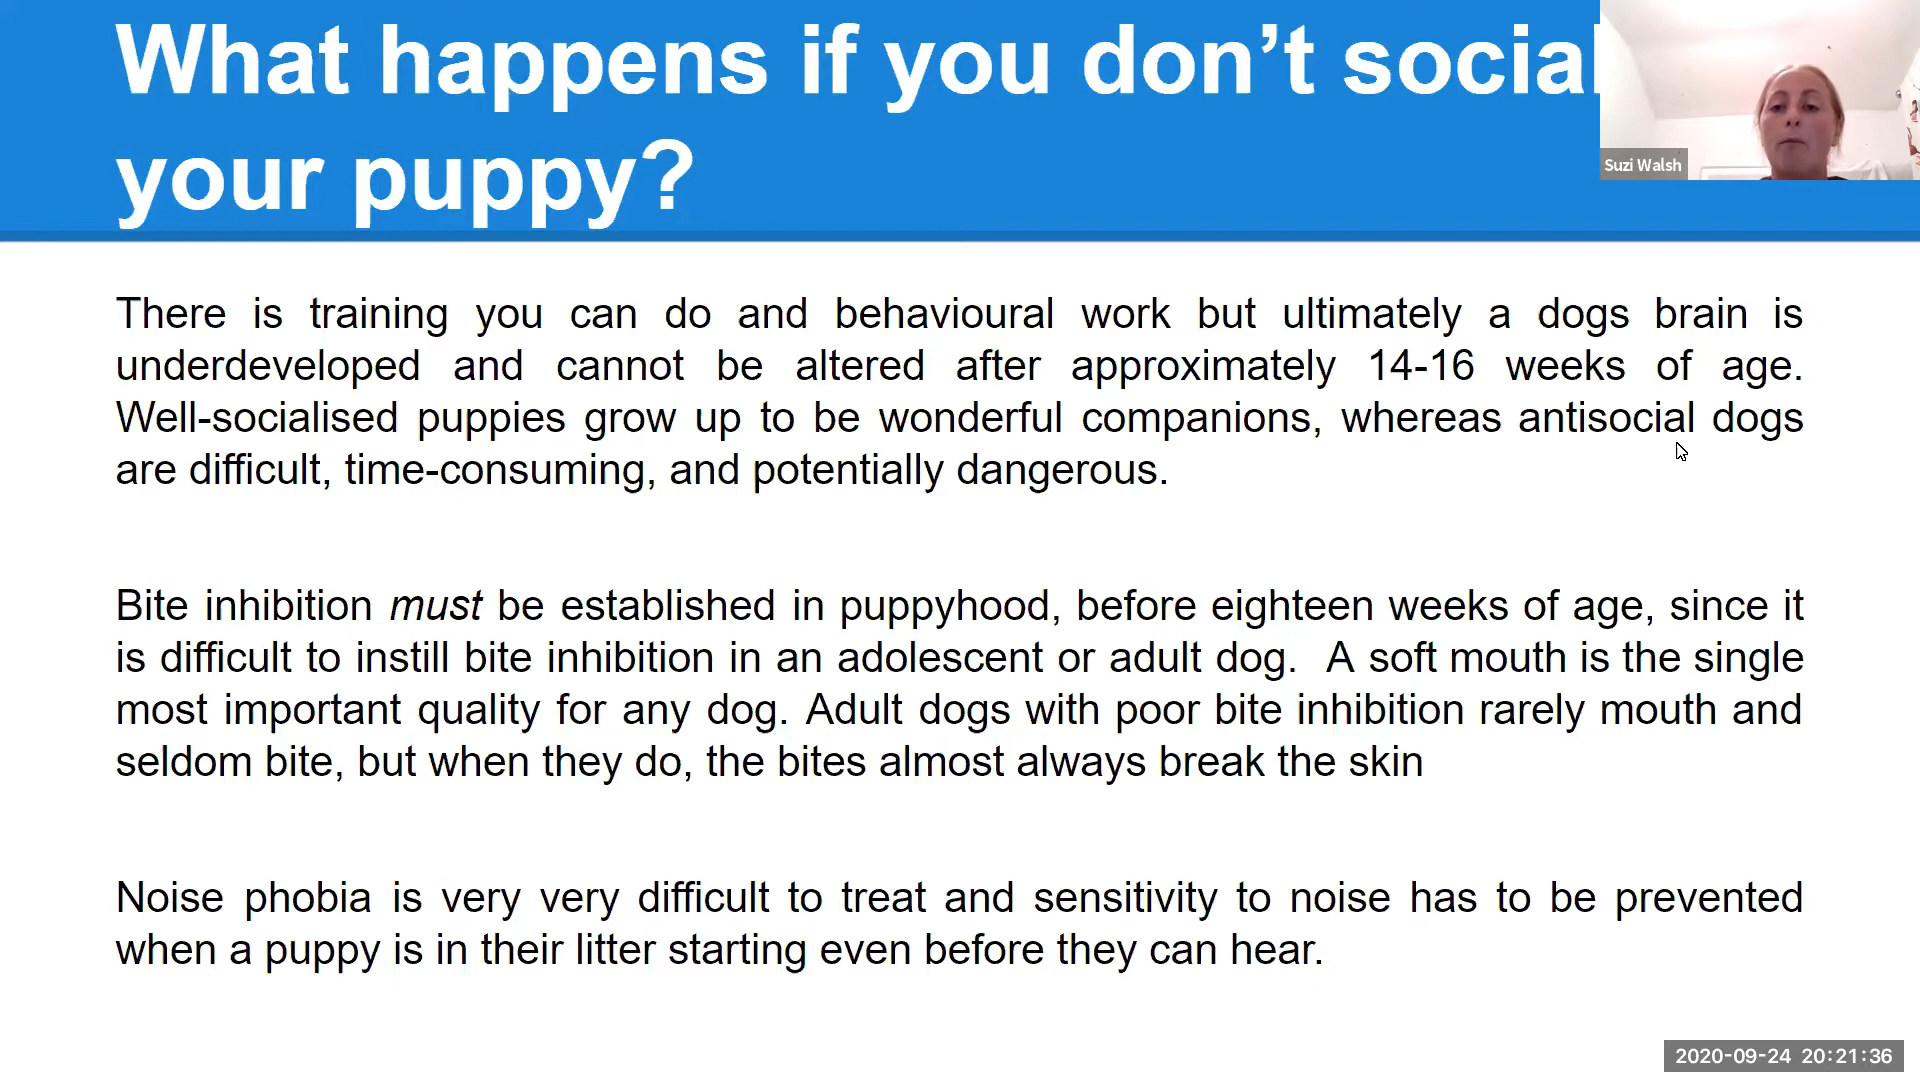 What happens if you don’t social
your puppy?
Suzi Walsh
There is training you can do and behavioural work but ultimately a dogs brain is
underdeveloped and cannot be altered after approximately 14-16 weeks of age.
Well-socialised puppies grow up to be wonderful companions, whereas antisocial dogs
are difficult, time-consuming, and potentially dangerous.
Bite inhibition must be established in puppyhood, before eighteen weeks of age, since it
is difficult to instill bite inhibition in an adolescent or adult dog. A soft mouth is the single
most important quality for any dog. Adult dogs with poor bite inhibition rarely mouth and
seldom bite, but when they do, the bites almost always break the skin
Noise phobia is very very difficult to treat and sensitivity to noise has to be prevented
when a puppy is in their litter starting even before they can hear.
2020-09-24 20:21:36